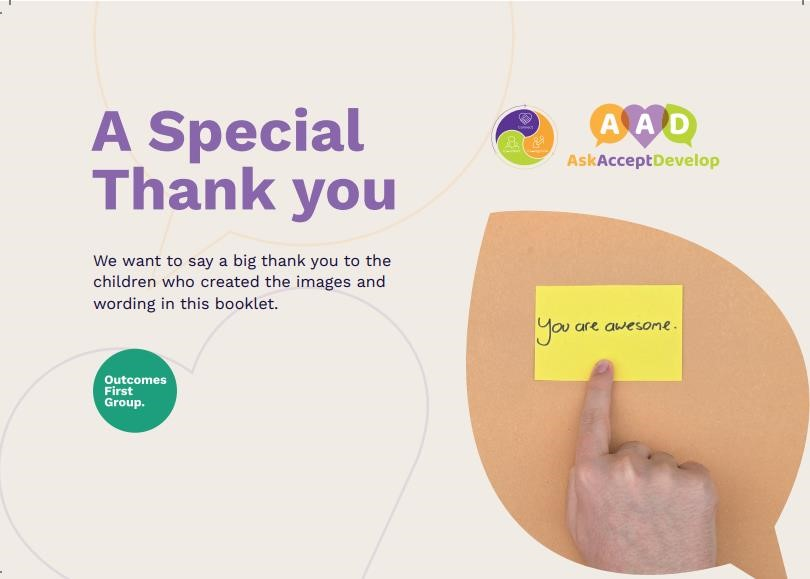 A Special
Thank you
We want to say a big thank you to the
children who created the images and
wording in this booklet.
Outcomes
First
Group.
Connect
A A D
AskAcceptDevelop
You are awesome.